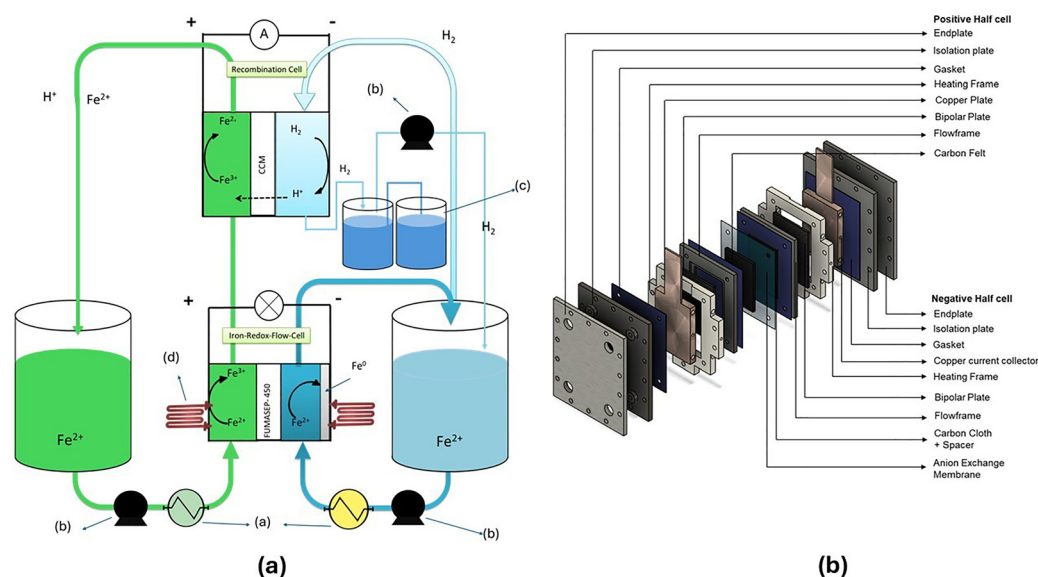 +
-
A
H₂
Recombination Cell
H⁺
Fe²⁺
(b)
Fe²⁺
H₂
CCM
Fe³⁺
H⁺
H₂
(c)
H₂
+
-
Iron-Redox-Flow-Cell
(d)
Fe³⁺
Fe⁰
FUMASEP-450
Fe²⁺
Fe²⁺
Fe²⁺
Fe²⁺
(b)
(a)
(b)
(a)
Positive Half cell
Endplate
Isolation plate
Gasket
Heating Frame
Copper Plate
Bipolar Plate
Flowframe
Carbon Felt
Negative Half cell
Endplate
Isolation plate
Gasket
Copper current collector
Heating Frame
Bipolar Plate
Flowframe
Carbon Cloth
+ Spacer
Anion Exchange
Membrane
(b)